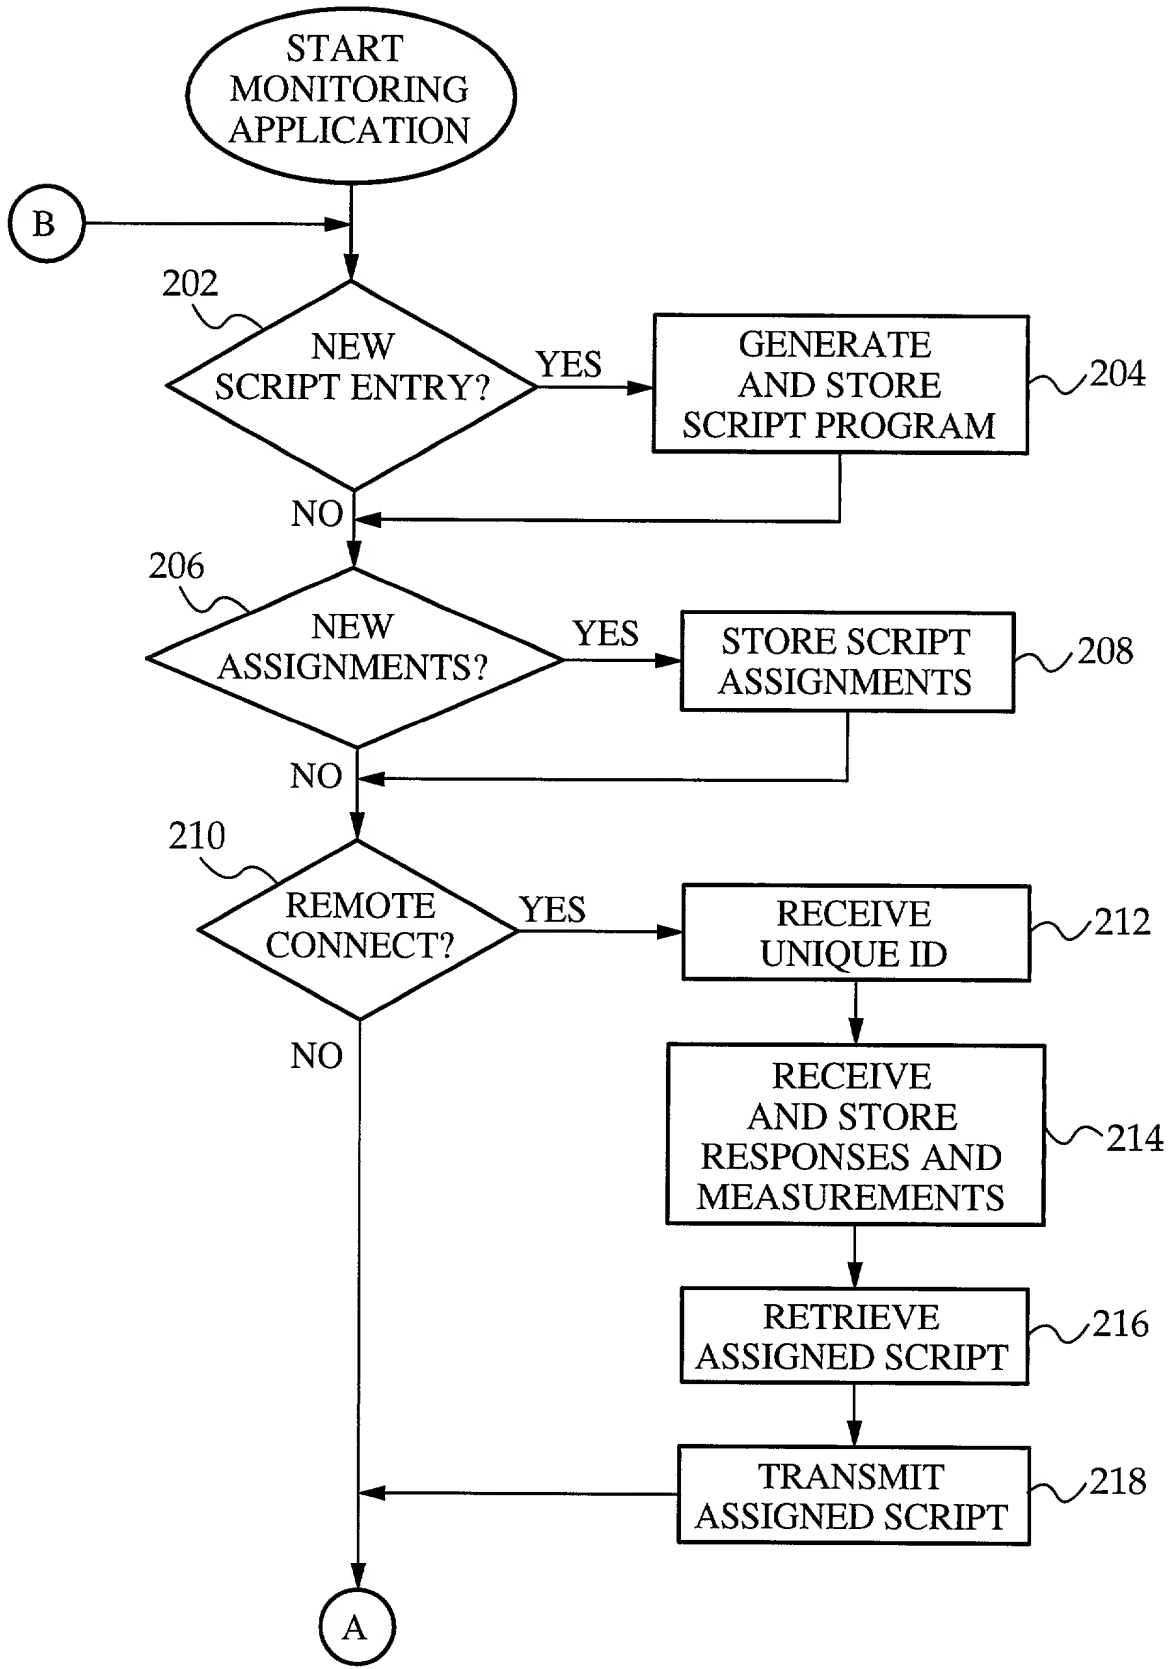 START
MONITORING
APPLICATION
B
202
NEW
SCRIPT ENTRY?
YES
GENERATE
AND STORE
SCRIPT PROGRAM
204
NO
206
NEW
ASSIGNMENTS?
YES
STORE SCRIPT
ASSIGNMENTS
208
NO
210
REMOTE
CONNECT?
YES
RECEIVE
UNIQUE ID
212
NO
RECEIVE
AND STORE
RESPONSES AND
MEASUREMENTS
214
RETRIEVE
ASSIGNED SCRIPT
216
TRANSMIT
ASSIGNED SCRIPT
218
A